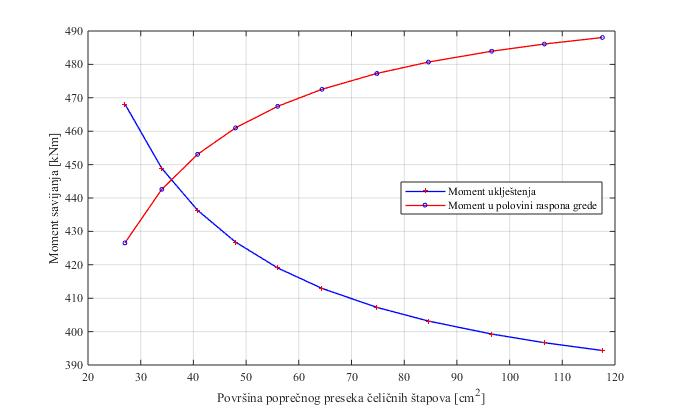 490
480
470
460
450
440
430
420
410
400
390
Moment savijanja [kNm]
Moment uklještenja
Moment u polovini raspona grede
20 30 40 50 60 70 80 90 100 110 120
Površina poprečnog preseka čeličnih štapova [cm²]